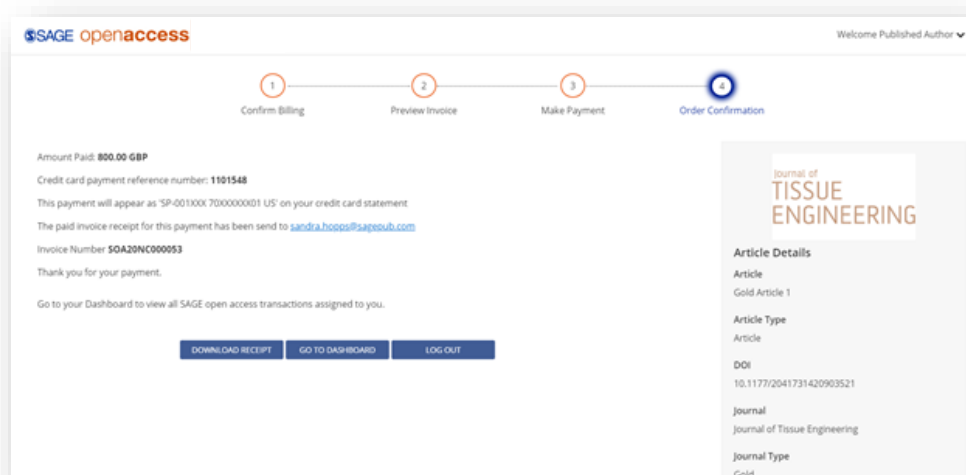 SAGE openaccess
Welcome Published Author
1
2
3
4
Confirm Billing
Preview Invoice
Make Payment
Order Confirmation
Amount Paid: 800.00 GBP
Credit card payment reference number: 1101548
This payment will appear as 'SP-001XXX 70XXXXXX01 US' on your credit card statement
The paid invoice receipt for this payment has been send to sandra.hoops@sagepub.com
Invoice Number SOA20NC000053
Thank you for your payment.
Go to your Dashboard to view all SAGE open access transactions assigned to you.
DOWNLOAD RECEIPT
GO TO DASHBOARD
LOG OUT
Journal of
TISSUE
ENGINEERING
Article Details
Article
Gold Article 1
Article Type
Article
DOI
10.1177/2041731420903521
Journal
Journal of Tissue Engineering
Journal Type
Gold